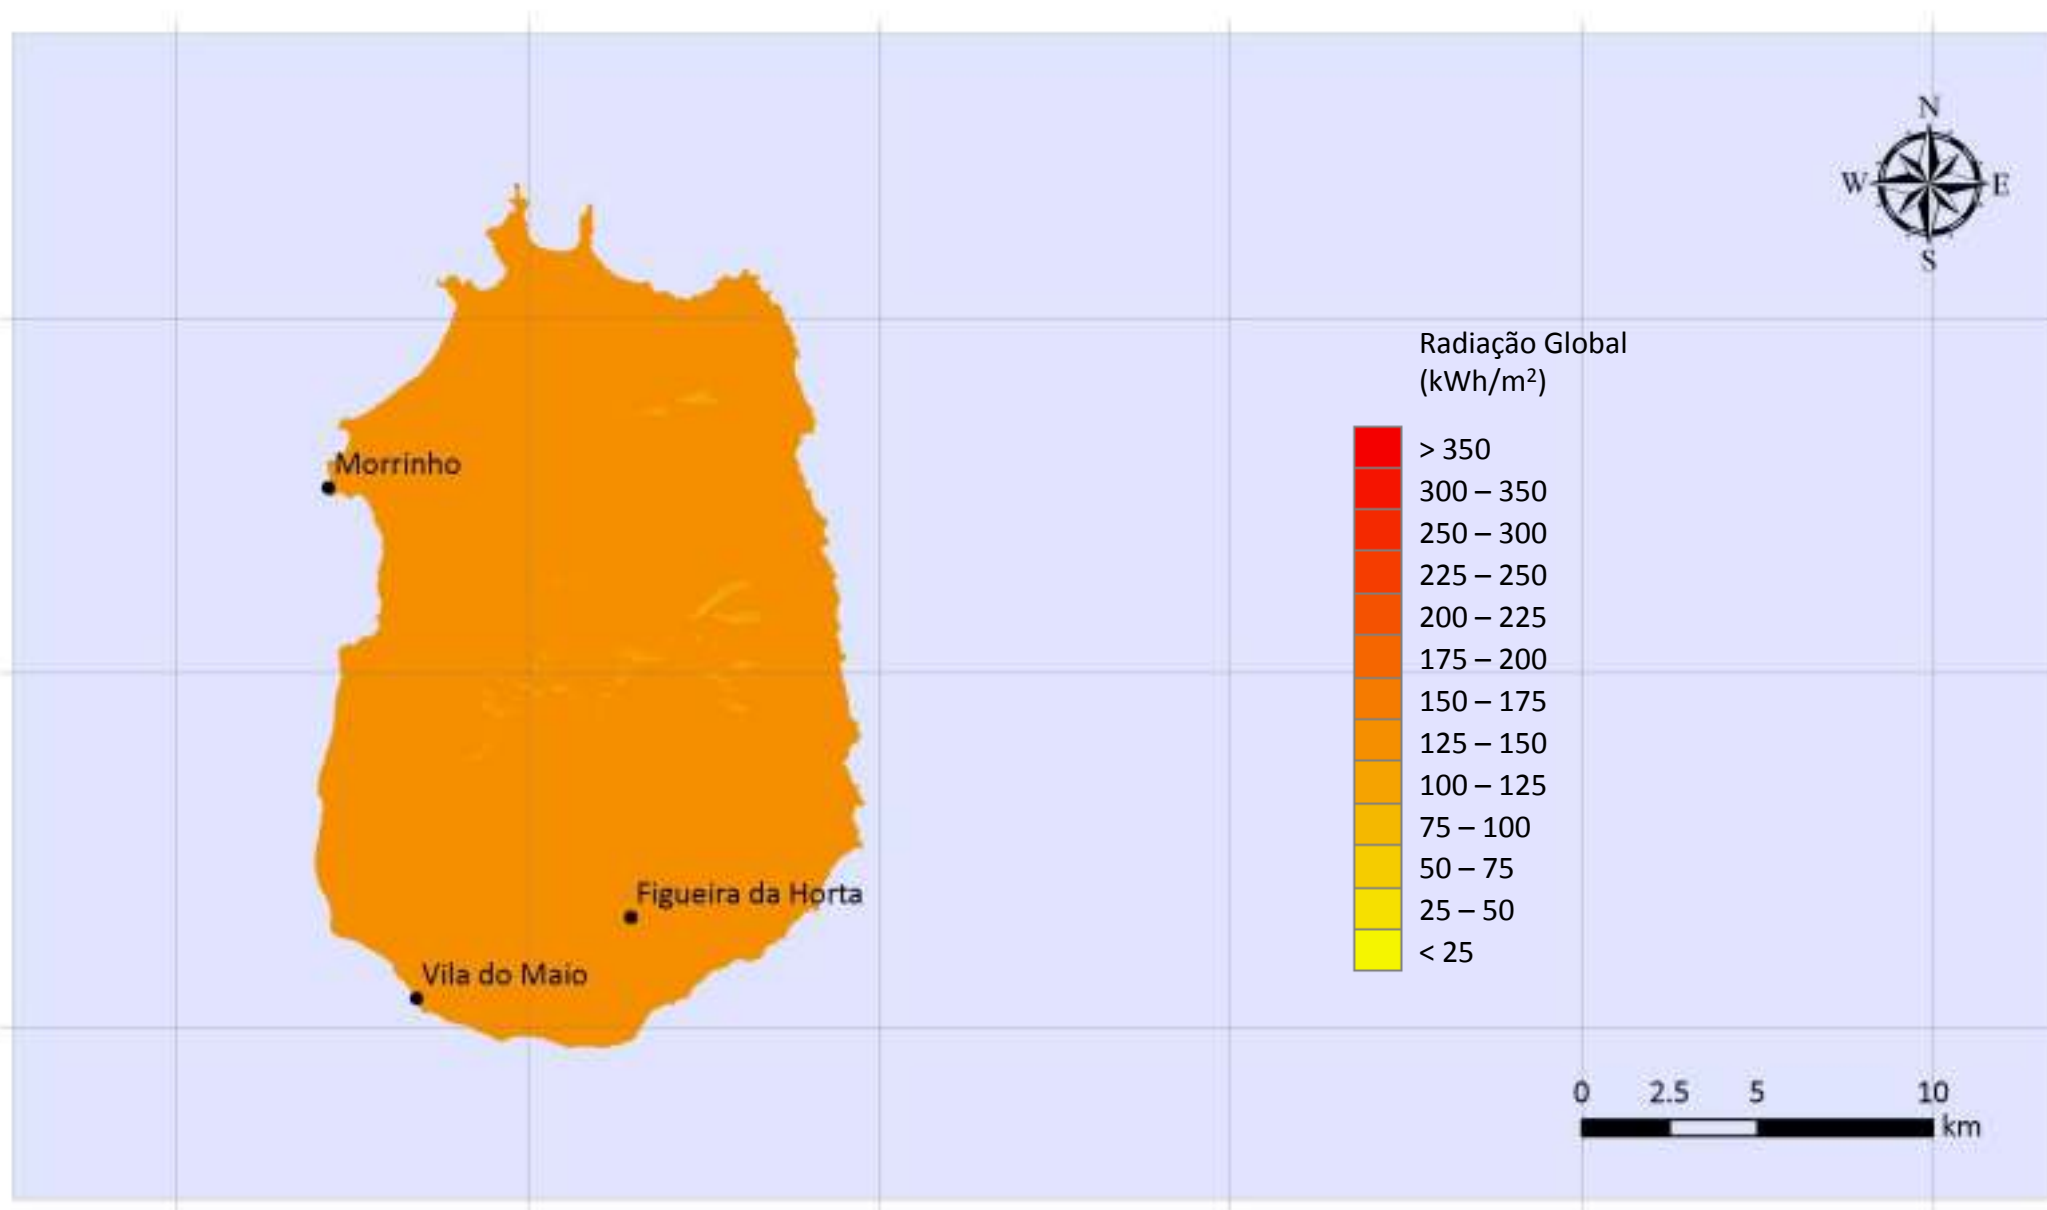 N
W E
S
Radiação Global
(kWh/m²)
> 350
300 – 350
250 – 300
225 – 250
200 – 225
175 – 200
150 – 175
125 – 150
100 – 125
75 – 100
50 – 75
25 – 50
< 25
Morrinho
Figueira da Horta
Vila do Maio
0 2.5 5 10
km